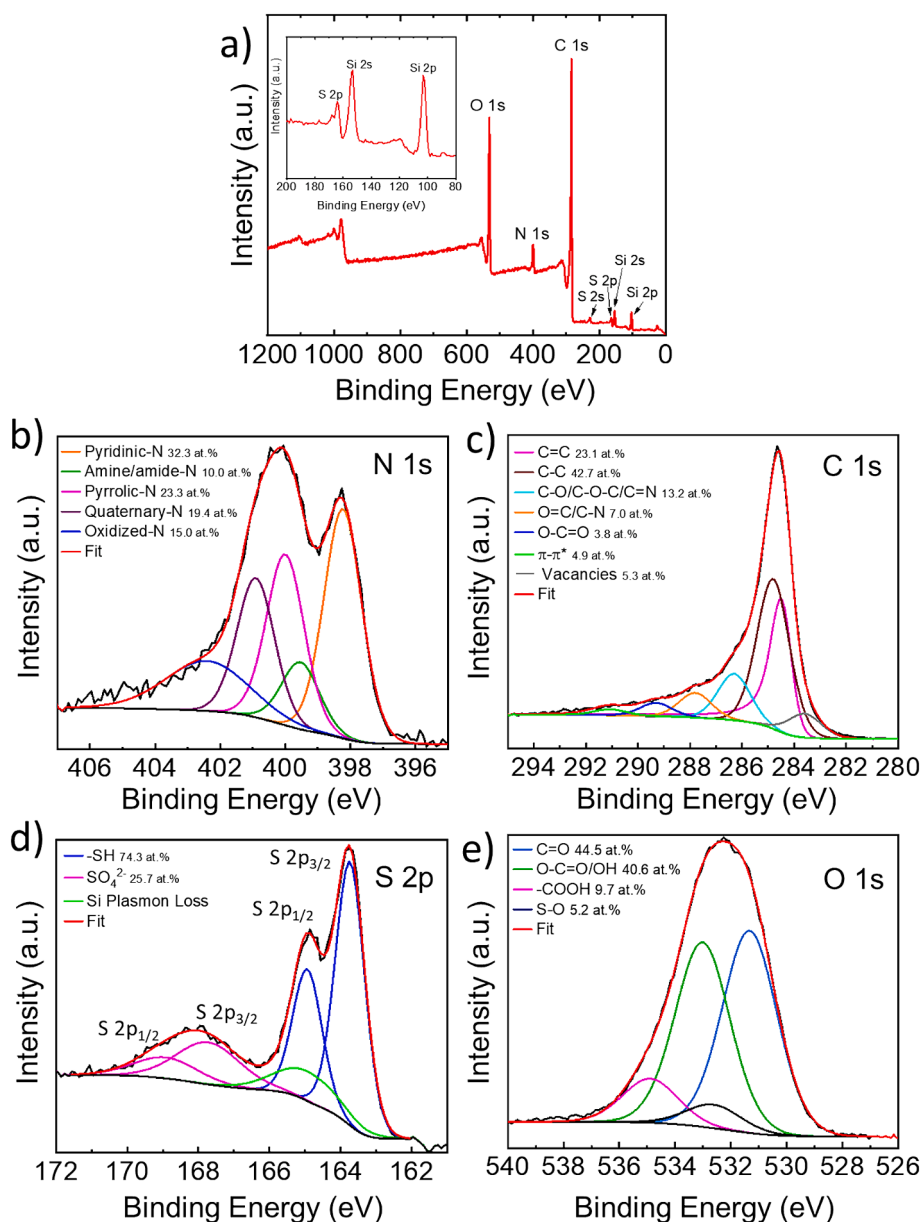 a)
C 1s
O 1s
N 1s
S 2s
S 2p
Si 2s
Si 2p
Intensity (a.u.)
1200 1000 800 600 400 200 0
Binding Energy (eV)
S 2p
Si 2s
Si 2p
Intensity (a.u.)
200 180 160 140 120 100 80
Binding Energy (eV)
b)
N 1s
Pyridinic-N 32.3 at.%
Amine/amide-N 10.0 at.%
Pyrrolic-N 23.3 at.%
Quaternary-N 19.4 at.%
Oxidized-N 15.0 at.%
Fit
Intensity (a.u.)
406 404 402 400 398 396
Binding Energy (eV)
c)
C 1s
C=C 23.1 at.%
C-C 42.7 at.%
C-O/C-O-C/C=N 13.2 at.%
O=C/C-N 7.0 at.%
O-C=O 3.8 at.%
π-π* 4.9 at.%
Vacancies 5.3 at.%
Fit
Intensity (a.u.)
294 292 290 288 286 284 282 280
Binding Energy (eV)
d)
S 2p
-SH 74.3 at.%
SO₄²⁻ 25.7 at.%
Si Plasmon Loss
Fit
S 2p3/2
S 2p1/2
S 2p3/2
S 2p1/2
Intensity (a.u.)
172 170 168 166 164 162
Binding Energy (eV)
e)
O 1s
C=O 44.5 at.%
O-C=O/OH 40.6 at.%
-COOH 9.7 at.%
S-O 5.2 at.%
Fit
Intensity (a.u.)
540 538 536 534 532 530 528 526
Binding Energy (eV)